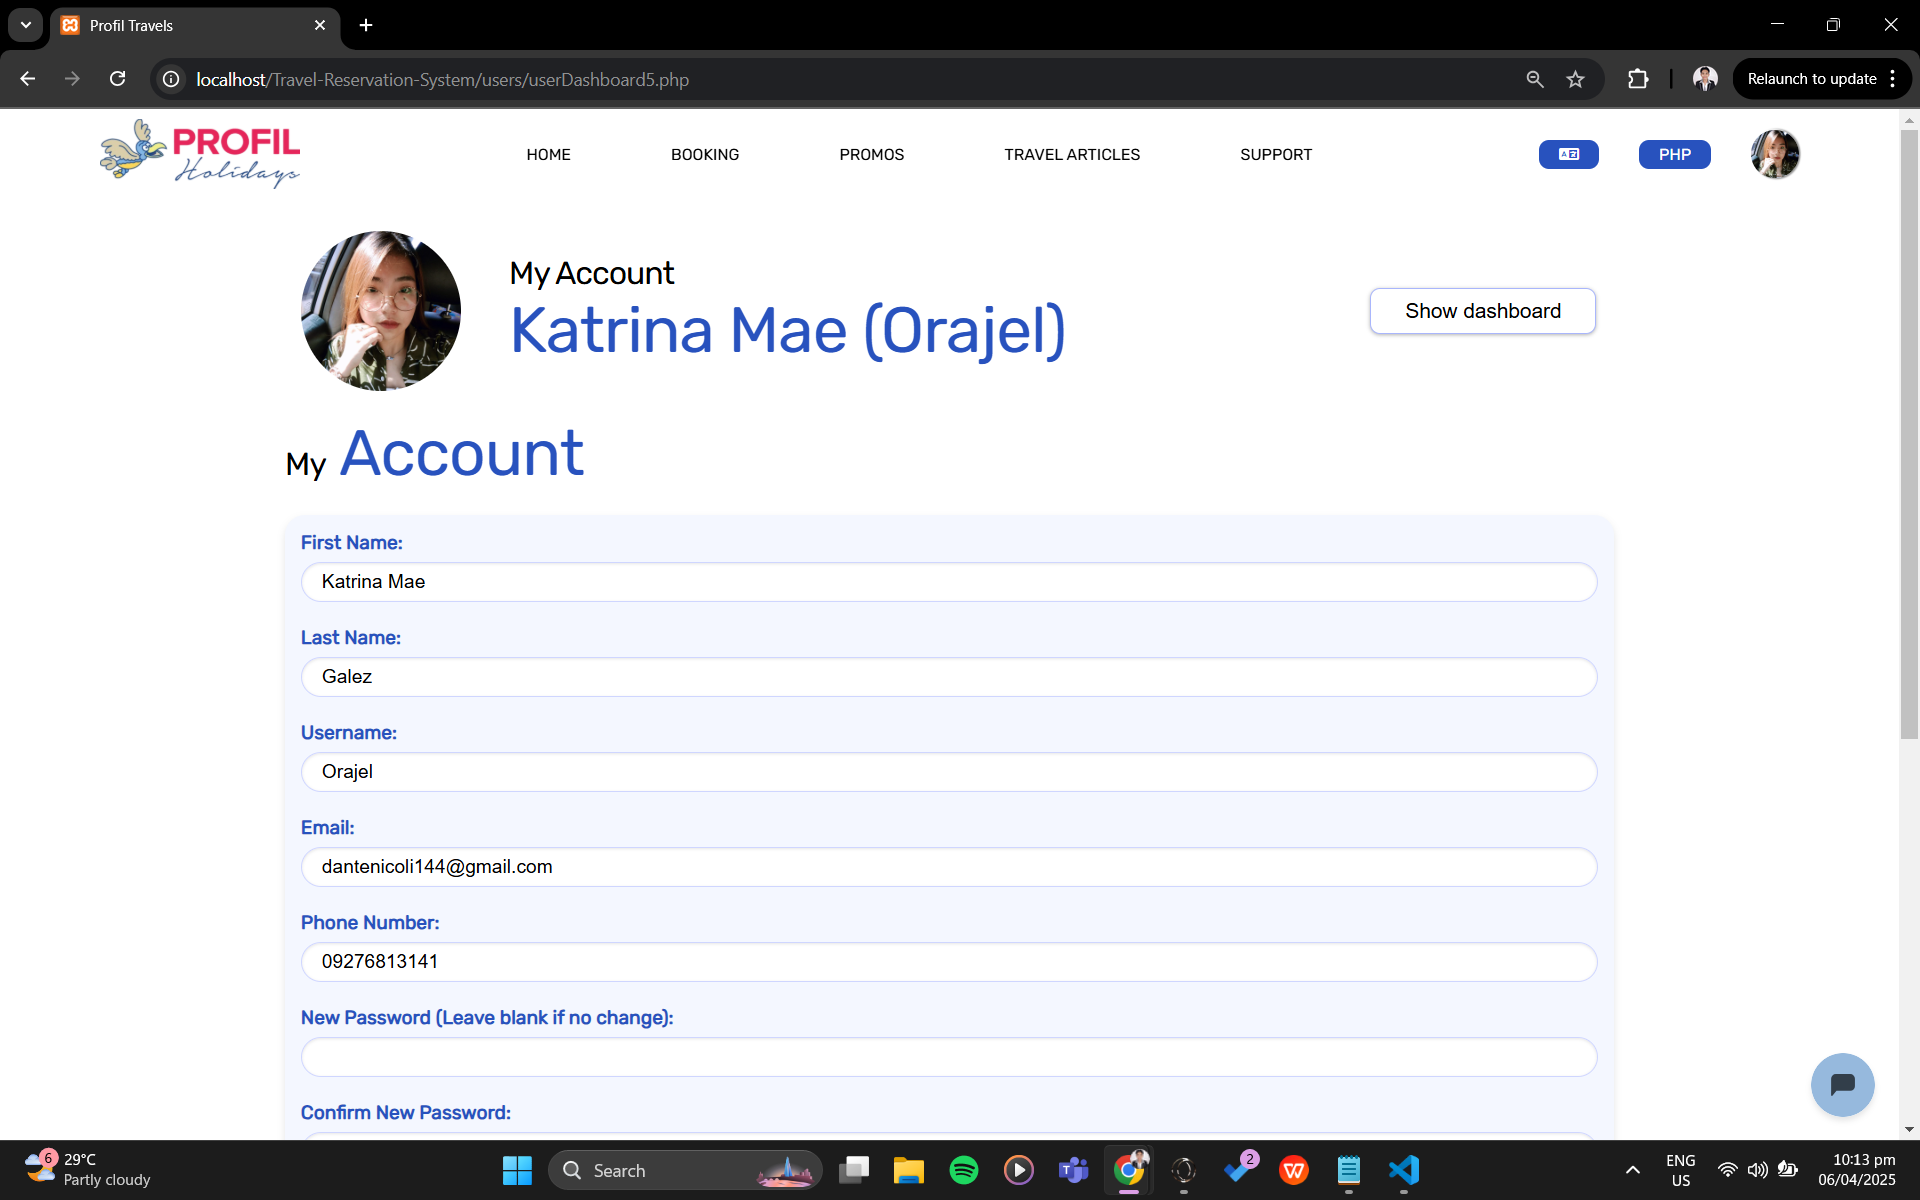 Profil Travels
localhost/Travel-Reservation-System/users/userDashboard5.php
Relaunch to update
PROFIL
Holidays
HOME
BOOKING
PROMOS
TRAVEL ARTICLES
SUPPORT
PHP
My Account
Katrina Mae (Orajel)
Show dashboard
My Account
First Name:
Katrina Mae
Last Name:
Galez
Username:
Orajel
Email:
dantenicoli144@gmail.com
Phone Number:
09276813141
New Password (Leave blank if no change):
Confirm New Password:
6
29°C
Partly cloudy
Search
2
ENG
US
10:13 pm
06/04/2025